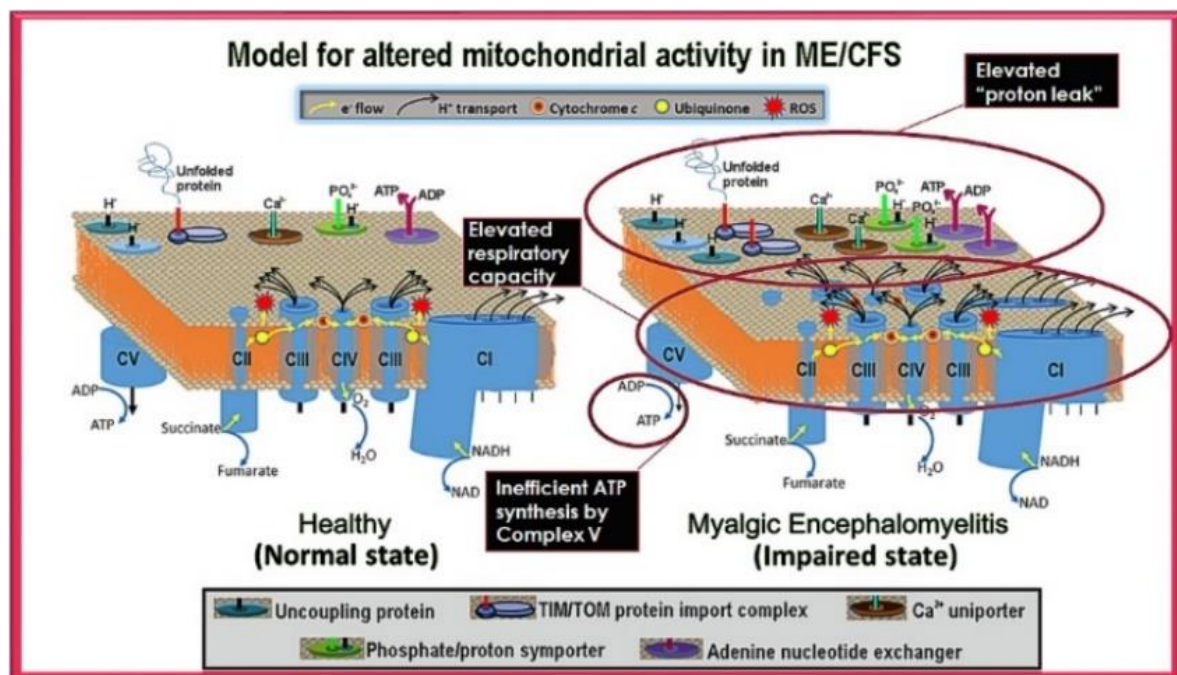 Model for altered mitochondrial activity in ME/CFS
e⁻ flow H⁺ transport Cytochrome c Ubiquinone ROS
Elevated
"proton leak"
Unfolded
protein
H⁺
H⁺
Ca²⁺
PO₄³⁻
H⁺
ATP
ADP
CV
CII
CIII
CIV
CIII
CI
ADP
ATP
Succinate
Fumarate
O₂
H₂O
NADH
NAD
Healthy
(Normal state)
Elevated
respiratory
capacity
Unfolded
protein
H⁺
H⁺
H⁺
Ca²⁺
Ca²⁺
PO₄³⁻
H⁺
PO₄³⁻
H⁺
ATP
ADP
CV
CII
CIII
CIV
CIII
CI
ADP
ATP
Succinate
Fumarate
O₂
H₂O
NADH
NAD
Inefficient ATP
synthesis by
Complex V
Myalgic Encephalomyelitis
(Impaired state)
Uncoupling protein TIM/TOM protein import complex Ca²⁺ uniporter
Phosphate/proton symporter Adenine nucleotide exchanger